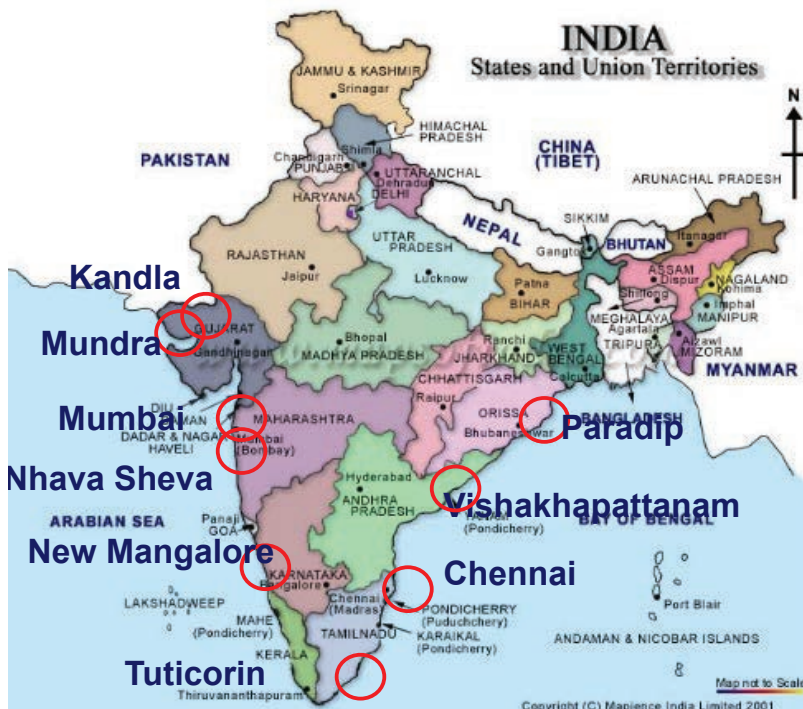 INDIA
States and Union Territories
N
JAMMU & KASHMIR
Srinagar
HIMACHAL
PRADESH
CHINA
(TIBET)
PAKISTAN
Shimla
Chandigarh
PUNJAB
UTTARANCHAL
Dehradun
HARYANA
DELHI
ARUNACHAL PRADESH
NEPAL
SIKKIM
BHUTAN
Itanagar
Gangtok
RAJASTHAN
Jaipur
UTTAR
PRADESH
Lucknow
ASSAM
Dispur
NAGALAND
Kohima
Shillong
MEGHALAYA
Imphal
MANIPUR
Patna
BIHAR
Kandla
Mundra
GUJARAT
Gandhinagar
Bhopal
MADHYA PRADESH
Ranchi
JHARKHAND
WEST
BENGAL
Calcutta
Agartala
TRIPURA
Aizawl
MIZORAM
MYANMAR
CHHATTISGARH
Raipur
ORISSA
Bhubaneshwar
BANGLADESH
Paradip
Mumbai
DIU
DAMAN
DADAR & NAGAR
HAVELI
MAHARASHTRA
Mumbai
(Bombay)
Nhava Sheva
Hyderabad
ANDHRA
PRADESH
Vishakhapattanam
(Pondicherry)
ARABIAN SEA
BAY OF BENGAL
Panaji
GOA
New Mangalore
KARNATAKA
Bangalore
Chennai
Chennai
(Madras)
PONDICHERRY
(Puduchchery)
LAKSHADWEEP
MAHE
(Pondicherry)
TAMILNADU
KARAIKAL
(Pondicherry)
Port Blair
ANDAMAN & NICOBAR ISLANDS
KERALA
Tuticorin
Thiruvananthapuram
Map not to Scale
Copyright (C) Mapience India Limited 2001